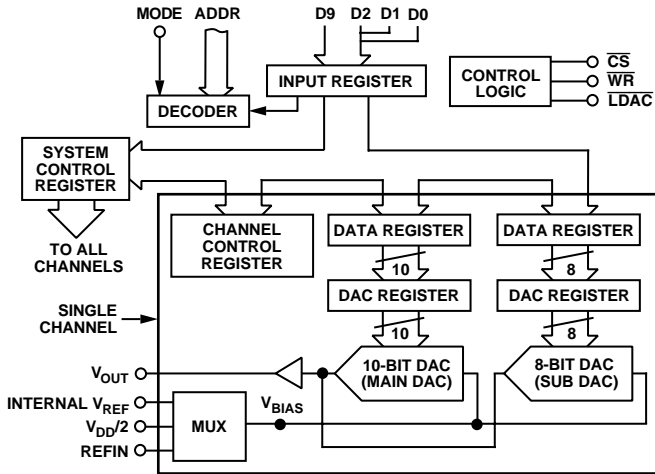 MODE ADDR D9 D2 D1 D0
INPUT REGISTER
CONTROL
LOGIC
CS
WR
LDAC
DECODER
SYSTEM
CONTROL
REGISTER
TO ALL
CHANNELS
CHANNEL
CONTROL
REGISTER
DATA REGISTER
DATA REGISTER
10
8
DAC REGISTER
DAC REGISTER
10
8
SINGLE
CHANNEL
10-BIT DAC
(MAIN DAC)
8-BIT DAC
(SUB DAC)
VOUT
INTERNAL VREF
VDD/2
REFIN
MUX
VBIAS